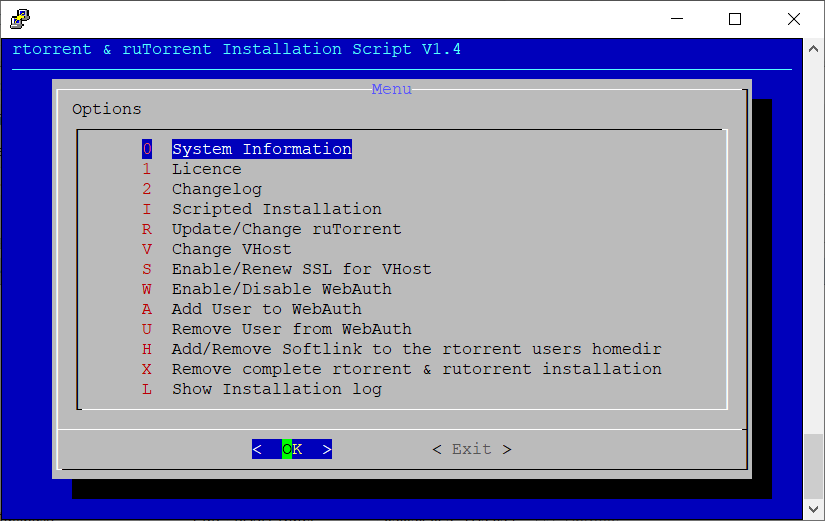 rtorrent & ruTorrent Installation Script V1.4
Menu
Options
0 System Information
1 Licence
2 Changelog
I Scripted Installation
R Update/Change ruTorrent
V Change VHost
S Enable/Renew SSL for VHost
W Enable/Disable WebAuth
A Add User to WebAuth
U Remove User from WebAuth
H Add/Remove Softlink to the rtorrent users homedir
X Remove complete rtorrent & rutorrent installation
L Show Installation log
< OK > < Exit >